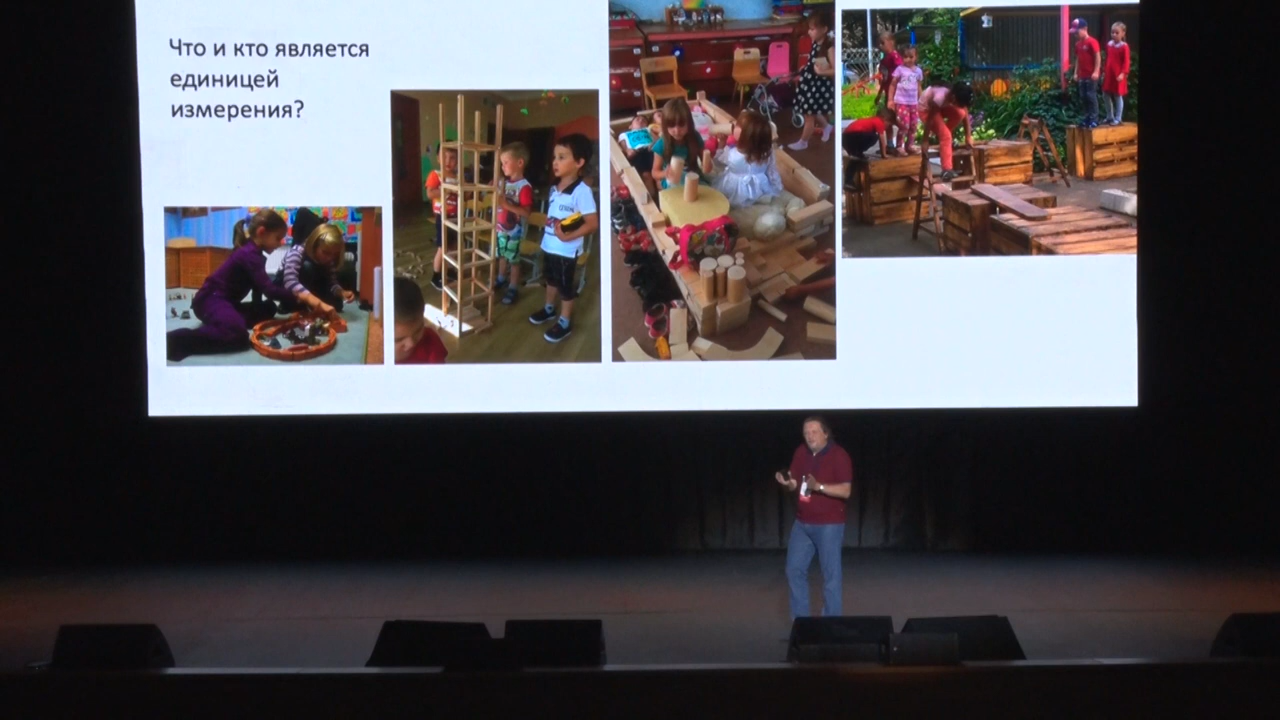 Что и кто является
единицей
измерения?